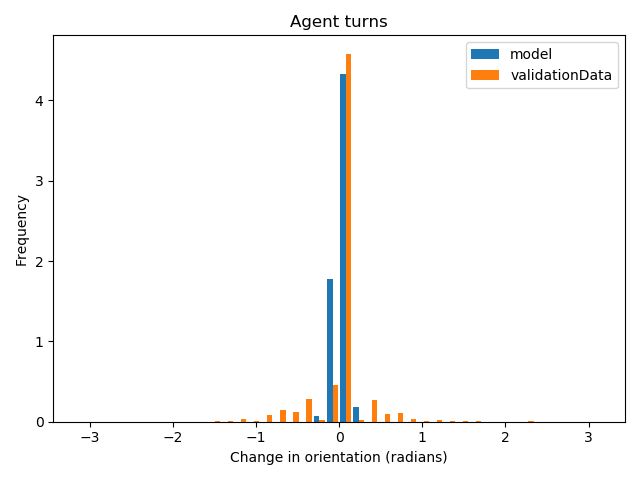 Agent turns
model
validationData
Frequency
4
3
2
1
0
−3
−2
−1
0
1
2
3
Change in orientation (radians)